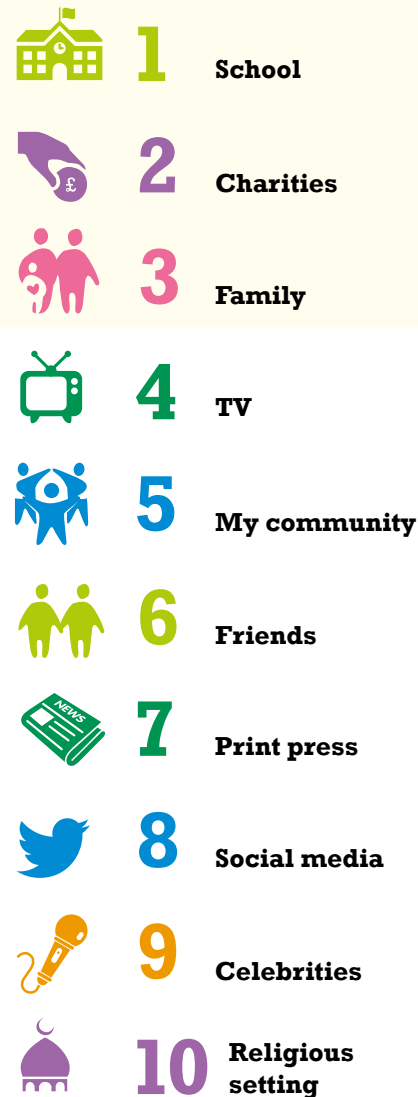 1 School
£
2 Charities
3 Family
4 TV
5 My community
6 Friends
NEWS
7 Print press
8 Social media
9 Celebrities
10 Religious
setting